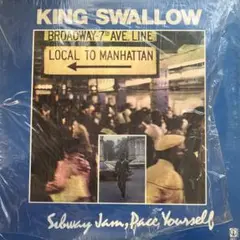 KING SWALLOW
BROADWAY-7TH AVE. LINE
LOCAL TO MANHATTAN
Subway Jam, Pace Yourself